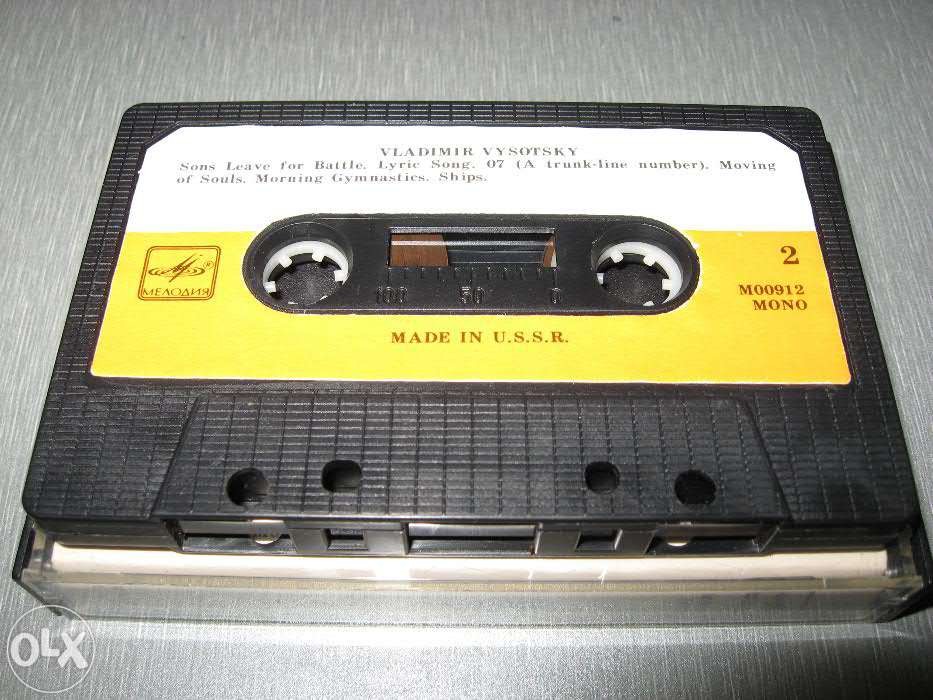 VLADIMIR VYSOTSKY
Sons Leave for Battle. Lyric Song. 07 (A trunk-line number). Moving
of Souls. Morning Gymnastics. Ships.
®
МЕЛОДИЯ
100 50 0
2
M00912
MONO
MADE IN U.S.S.R.
OLX